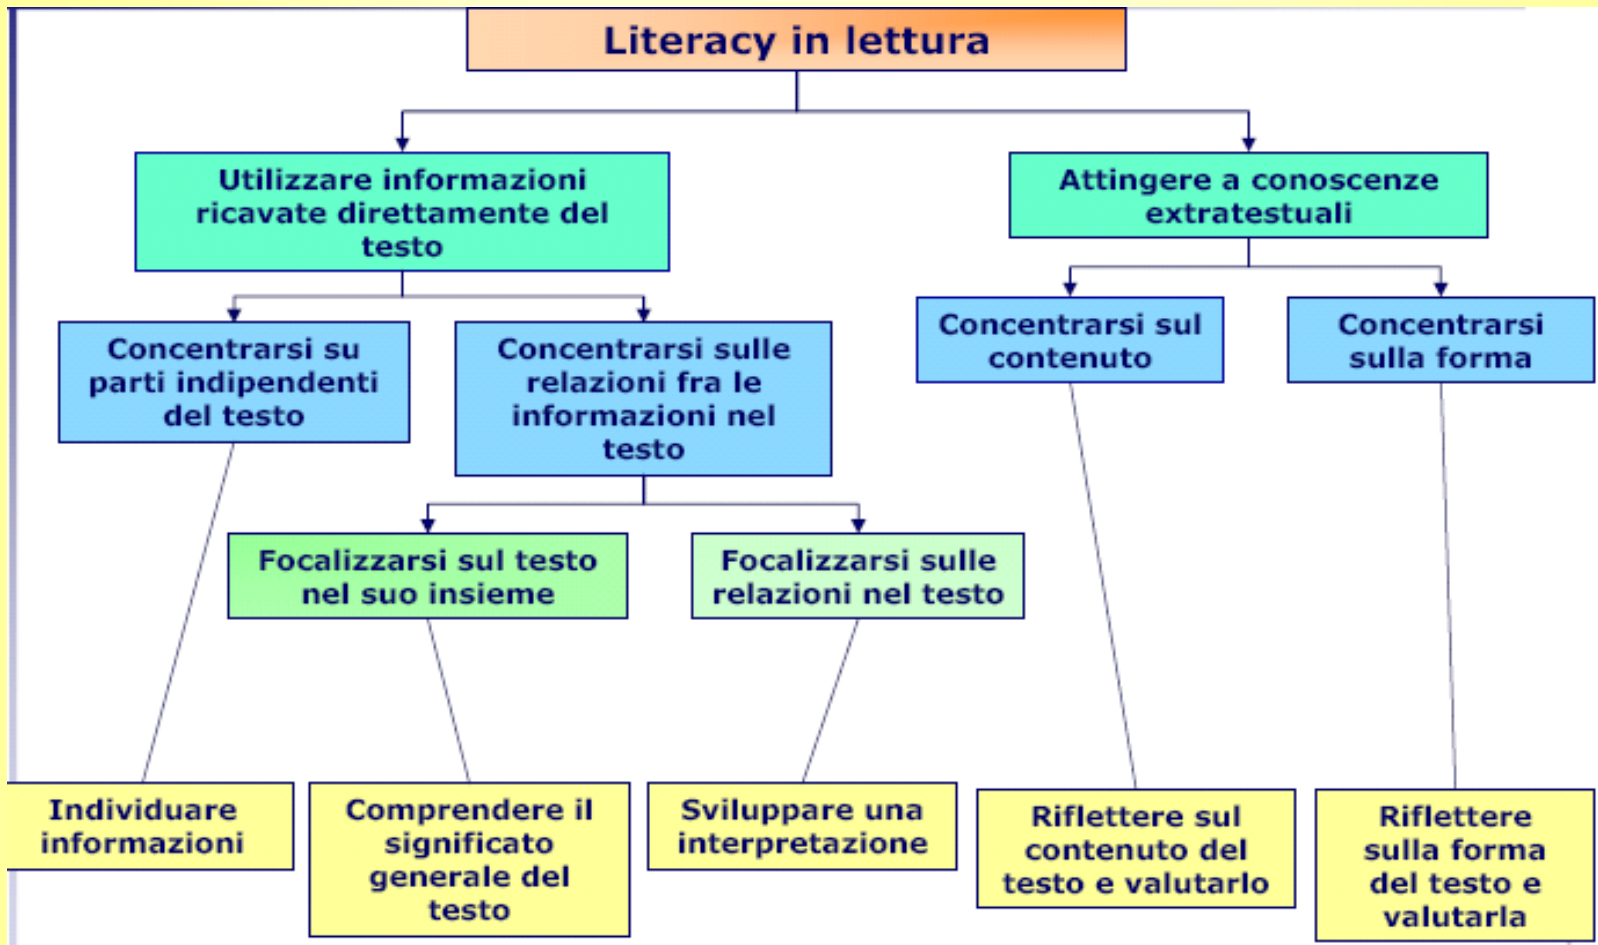 Literacy in lettura
Utilizzare informazioni
ricavate direttamente del
testo
Attingere a conoscenze
extratestuali
Concentrarsi su
parti indipendenti
del testo
Concentrarsi sulle
relazioni fra le
informazioni nel
testo
Concentrarsi sul
contenuto
Concentrarsi
sulla forma
Focalizzarsi sul testo
nel suo insieme
Focalizzarsi sulle
relazioni nel testo
Individuare
informazioni
Comprendere il
significato
generale del
testo
Sviluppare una
interpretazione
Riflettere sul
contenuto del
testo e valutarlo
Riflettere
sulla forma
del testo e
valutarla